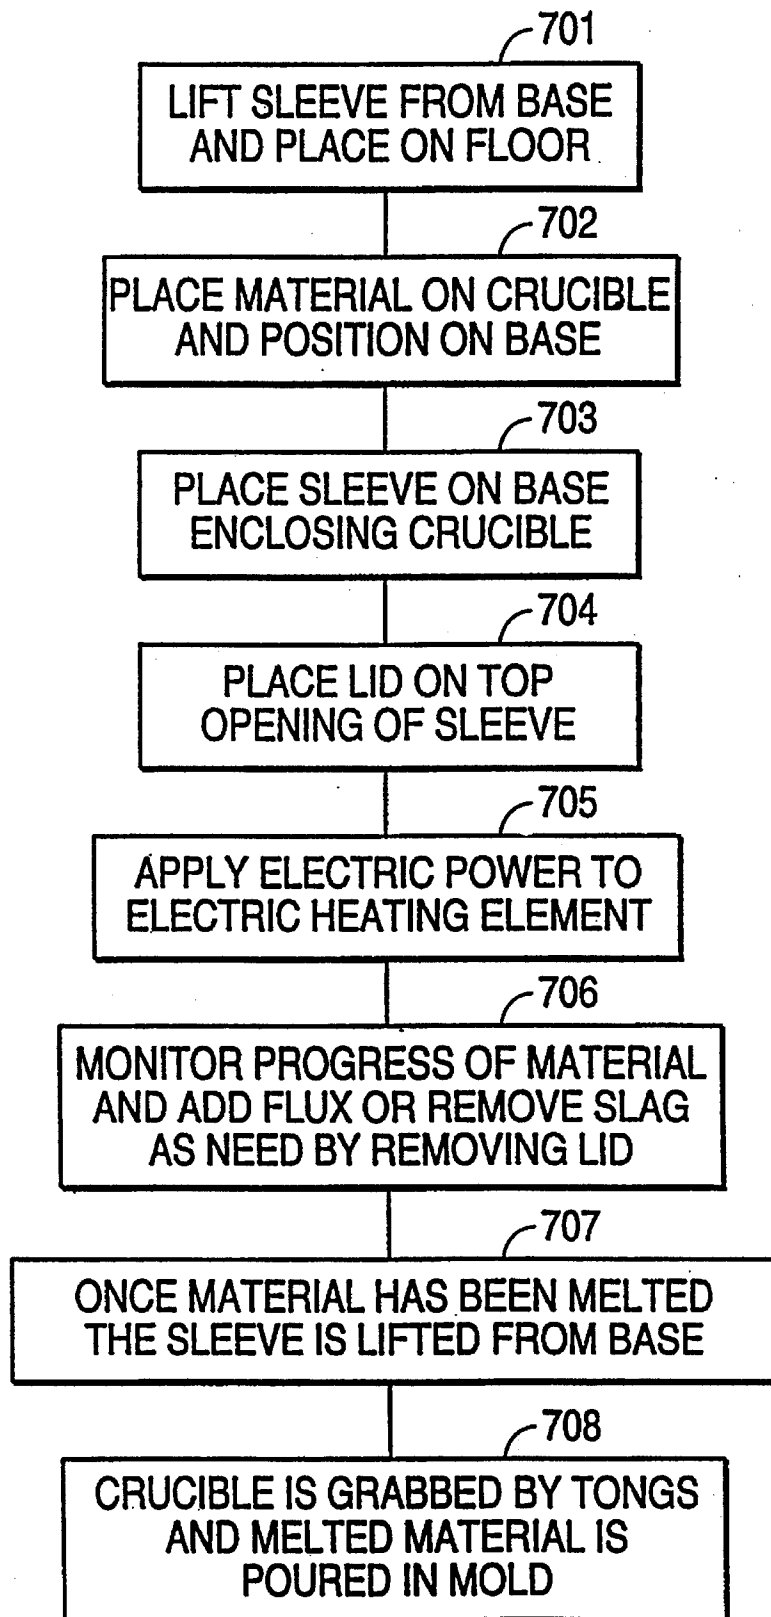 701
LIFT SLEEVE FROM BASE
AND PLACE ON FLOOR
702
PLACE MATERIAL ON CRUCIBLE
AND POSITION ON BASE
703
PLACE SLEEVE ON BASE
ENCLOSING CRUCIBLE
704
PLACE LID ON TOP
OPENING OF SLEEVE
705
APPLY ELECTRIC POWER TO
ELECTRIC HEATING ELEMENT
706
MONITOR PROGRESS OF MATERIAL
AND ADD FLUX OR REMOVE SLAG
AS NEED BY REMOVING LID
707
ONCE MATERIAL HAS BEEN MELTED
THE SLEEVE IS LIFTED FROM BASE
708
CRUCIBLE IS GRABBED BY TONGS
AND MELTED MATERIAL IS
POURED IN MOLD